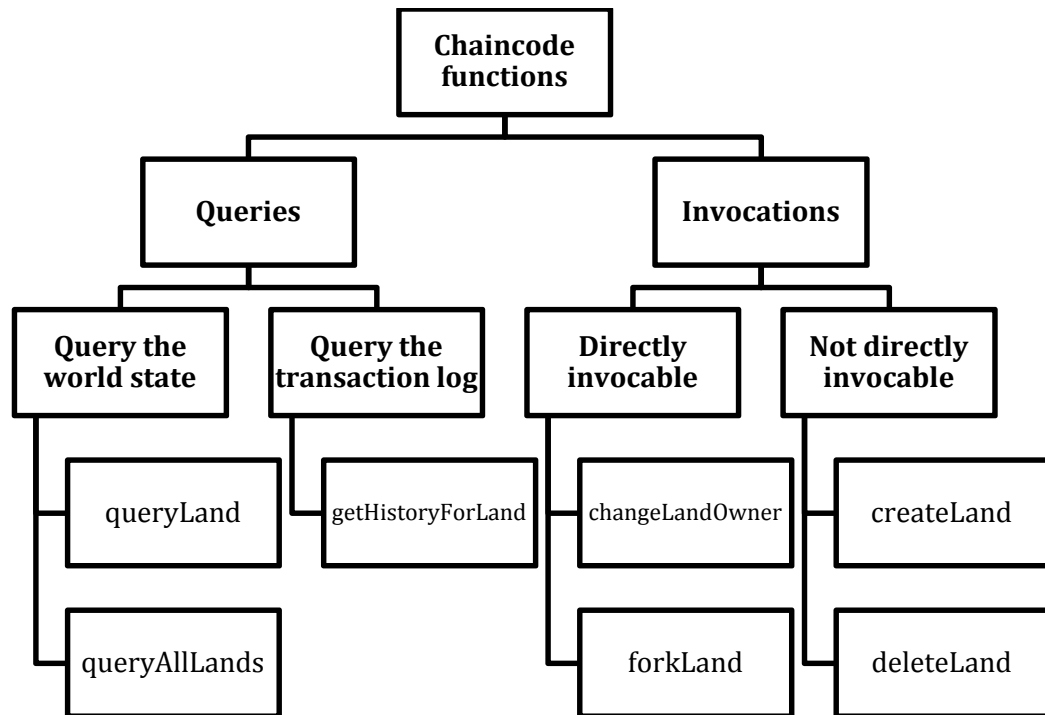 Chaincode
functions
Queries
Invocations
Query the
world state
Query the
transaction log
Directly
invocable
Not directly
invocable
queryLand
getHistoryForLand
changeLandOwner
createLand
queryAllLands
forkLand
deleteLand